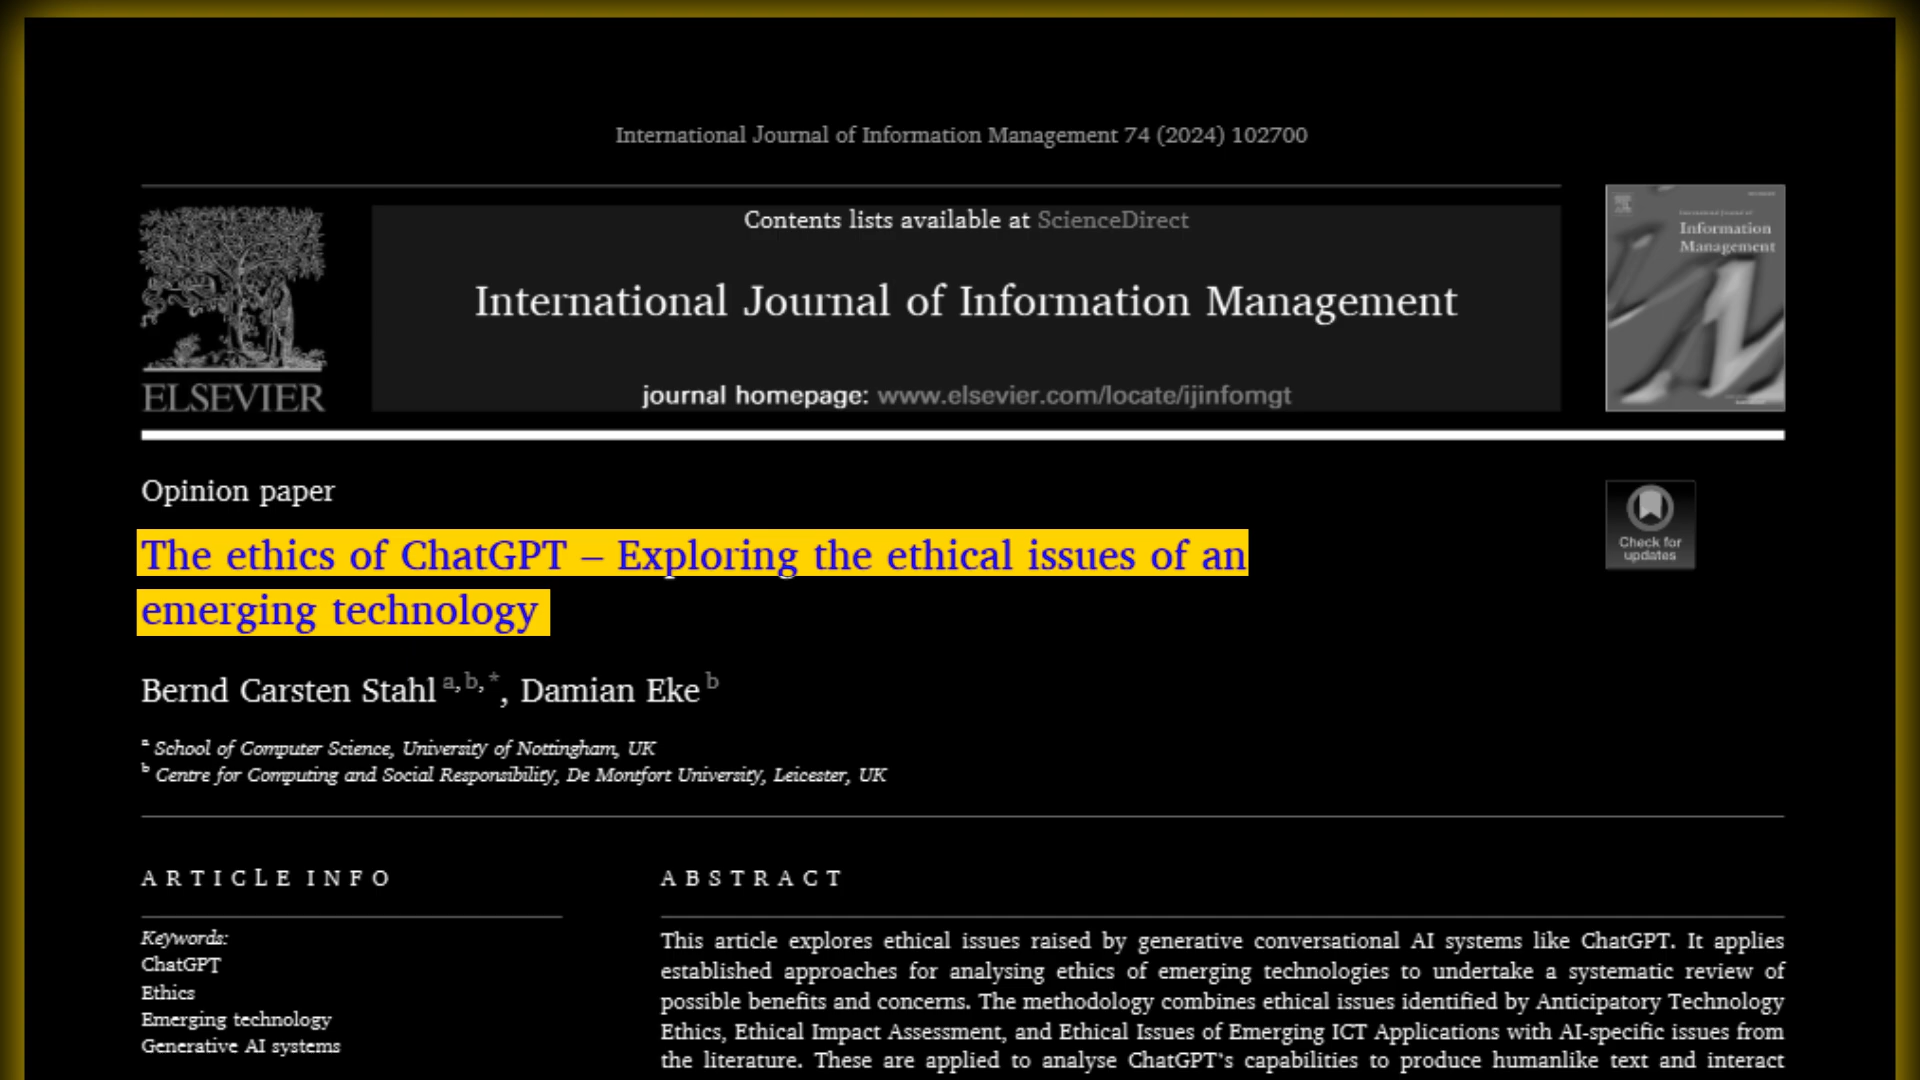 International Journal of Information Management 74 (2024) 102700
Contents lists available at ScienceDirect
International Journal of Information Management
journal homepage: www.elsevier.com/locate/ijinfomgt
ELSEVIER
International Journal of
Information
Management
Opinion paper
Check for
updates
The ethics of ChatGPT – Exploring the ethical issues of an
emerging technology
Bernd Carsten Stahl a,b,*, Damian Eke b
a School of Computer Science, University of Nottingham, UK
b Centre for Computing and Social Responsibility, De Montfort University, Leicester, UK
ARTICLE INFO
Keywords:
ChatGPT
Ethics
Emerging technology
Generative AI systems
ABSTRACT
This article explores ethical issues raised by generative conversational AI systems like ChatGPT. It applies
established approaches for analysing ethics of emerging technologies to undertake a systematic review of
possible benefits and concerns. The methodology combines ethical issues identified by Anticipatory Technology
Ethics, Ethical Impact Assessment, and Ethical Issues of Emerging ICT Applications with AI-specific issues from
the literature. These are applied to analyse ChatGPT's capabilities to produce humanlike text and interact